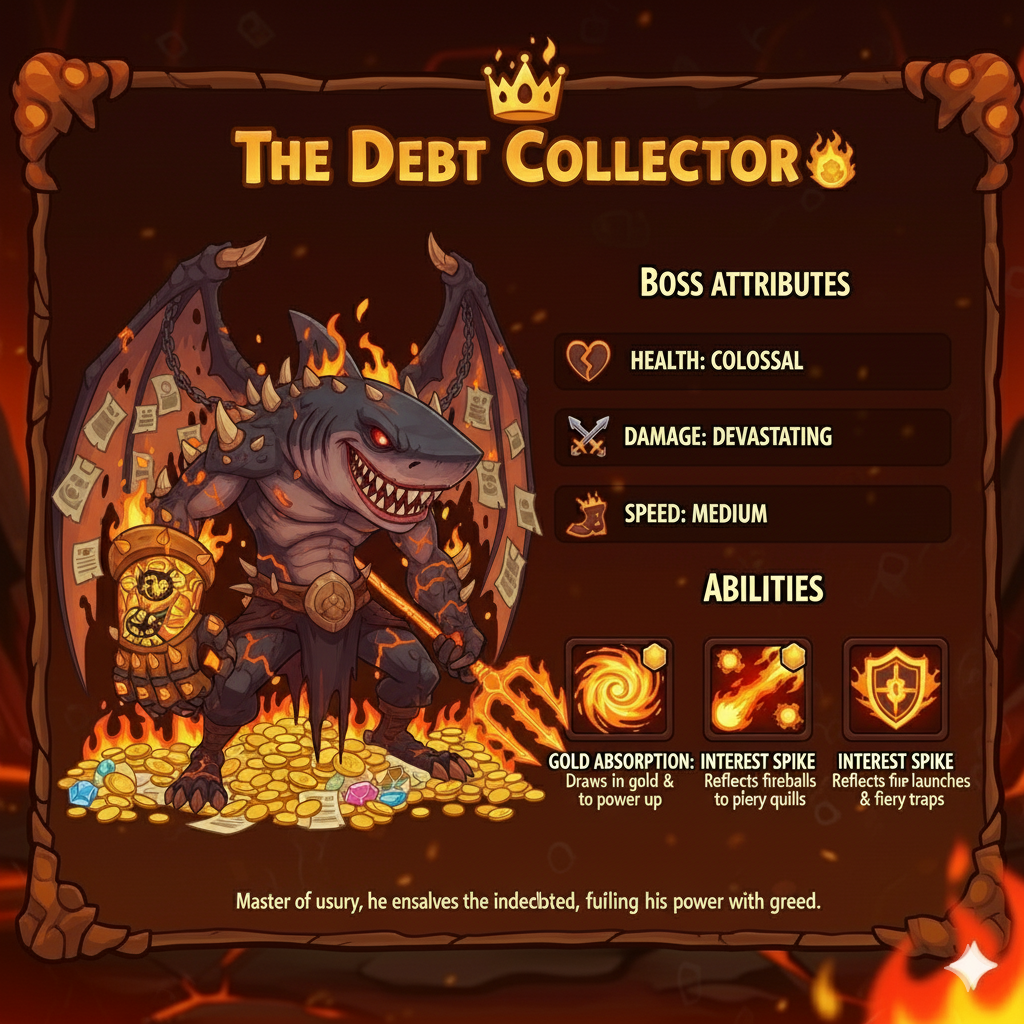 THE DEBT COLLECTOR
BOSS ATTRIBUTES
HEALTH: COLOSSAL
DAMAGE: DEVASTATING
SPEED: MEDIUM
ABILITIES
GOLD ABSORPTION:
Draws in gold &
to power up
INTEREST SPIKE
Reflects fireballs
to piery quills
INTEREST SPIKE
Reflects launches
& fiery traps
Master of usury, he ensalves the indecbted, fuiling his power with greed.